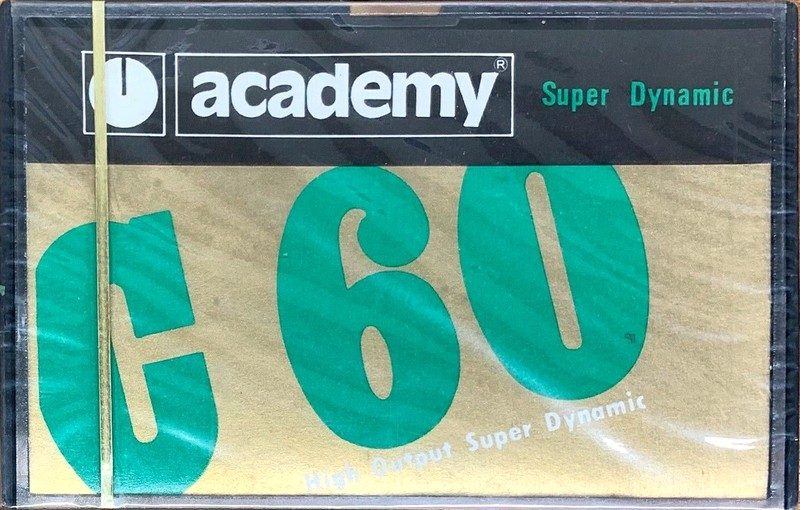 academy®
Super Dynamic
C 60
High Output Super Dynamic